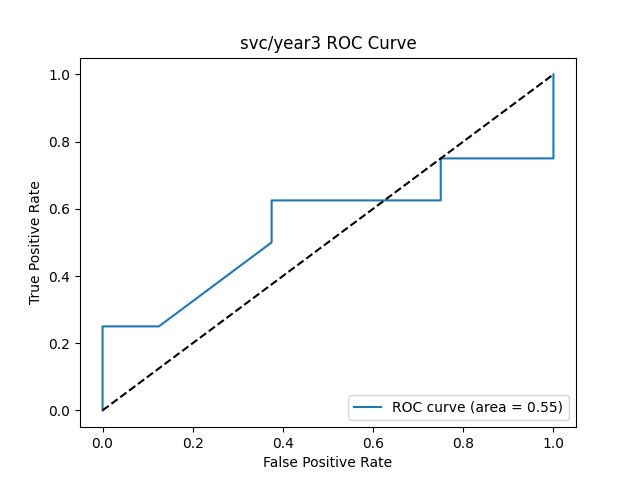 svc/year3 ROC Curve
True Positive Rate
1.0
0.8
0.6
0.4
0.2
0.0
ROC curve (area = 0.55)
0.0 0.2 0.4 0.6 0.8 1.0
False Positive Rate